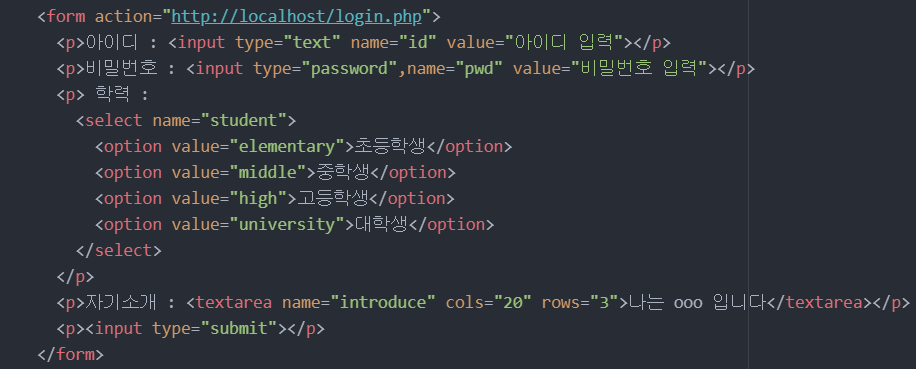 <form action="http://localhost/login.php">
<p>아이디 : <input type="text" name="id" value="아이디 입력"></p>
<p>비밀번호 : <input type="password",name="pwd" value="비밀번호 입력"></p>
<p> 학력 :
<select name="student">
<option value="elementary">초등학생</option>
<option value="middle">중학생</option>
<option value="high">고등학생</option>
<option value="university">대학생</option>
</select>
</p>
<p>자기소개 : <textarea name="introduce" cols="20" rows="3">나는 ooo 입니다</textarea></p>
<p><input type="submit"></p>
</form>